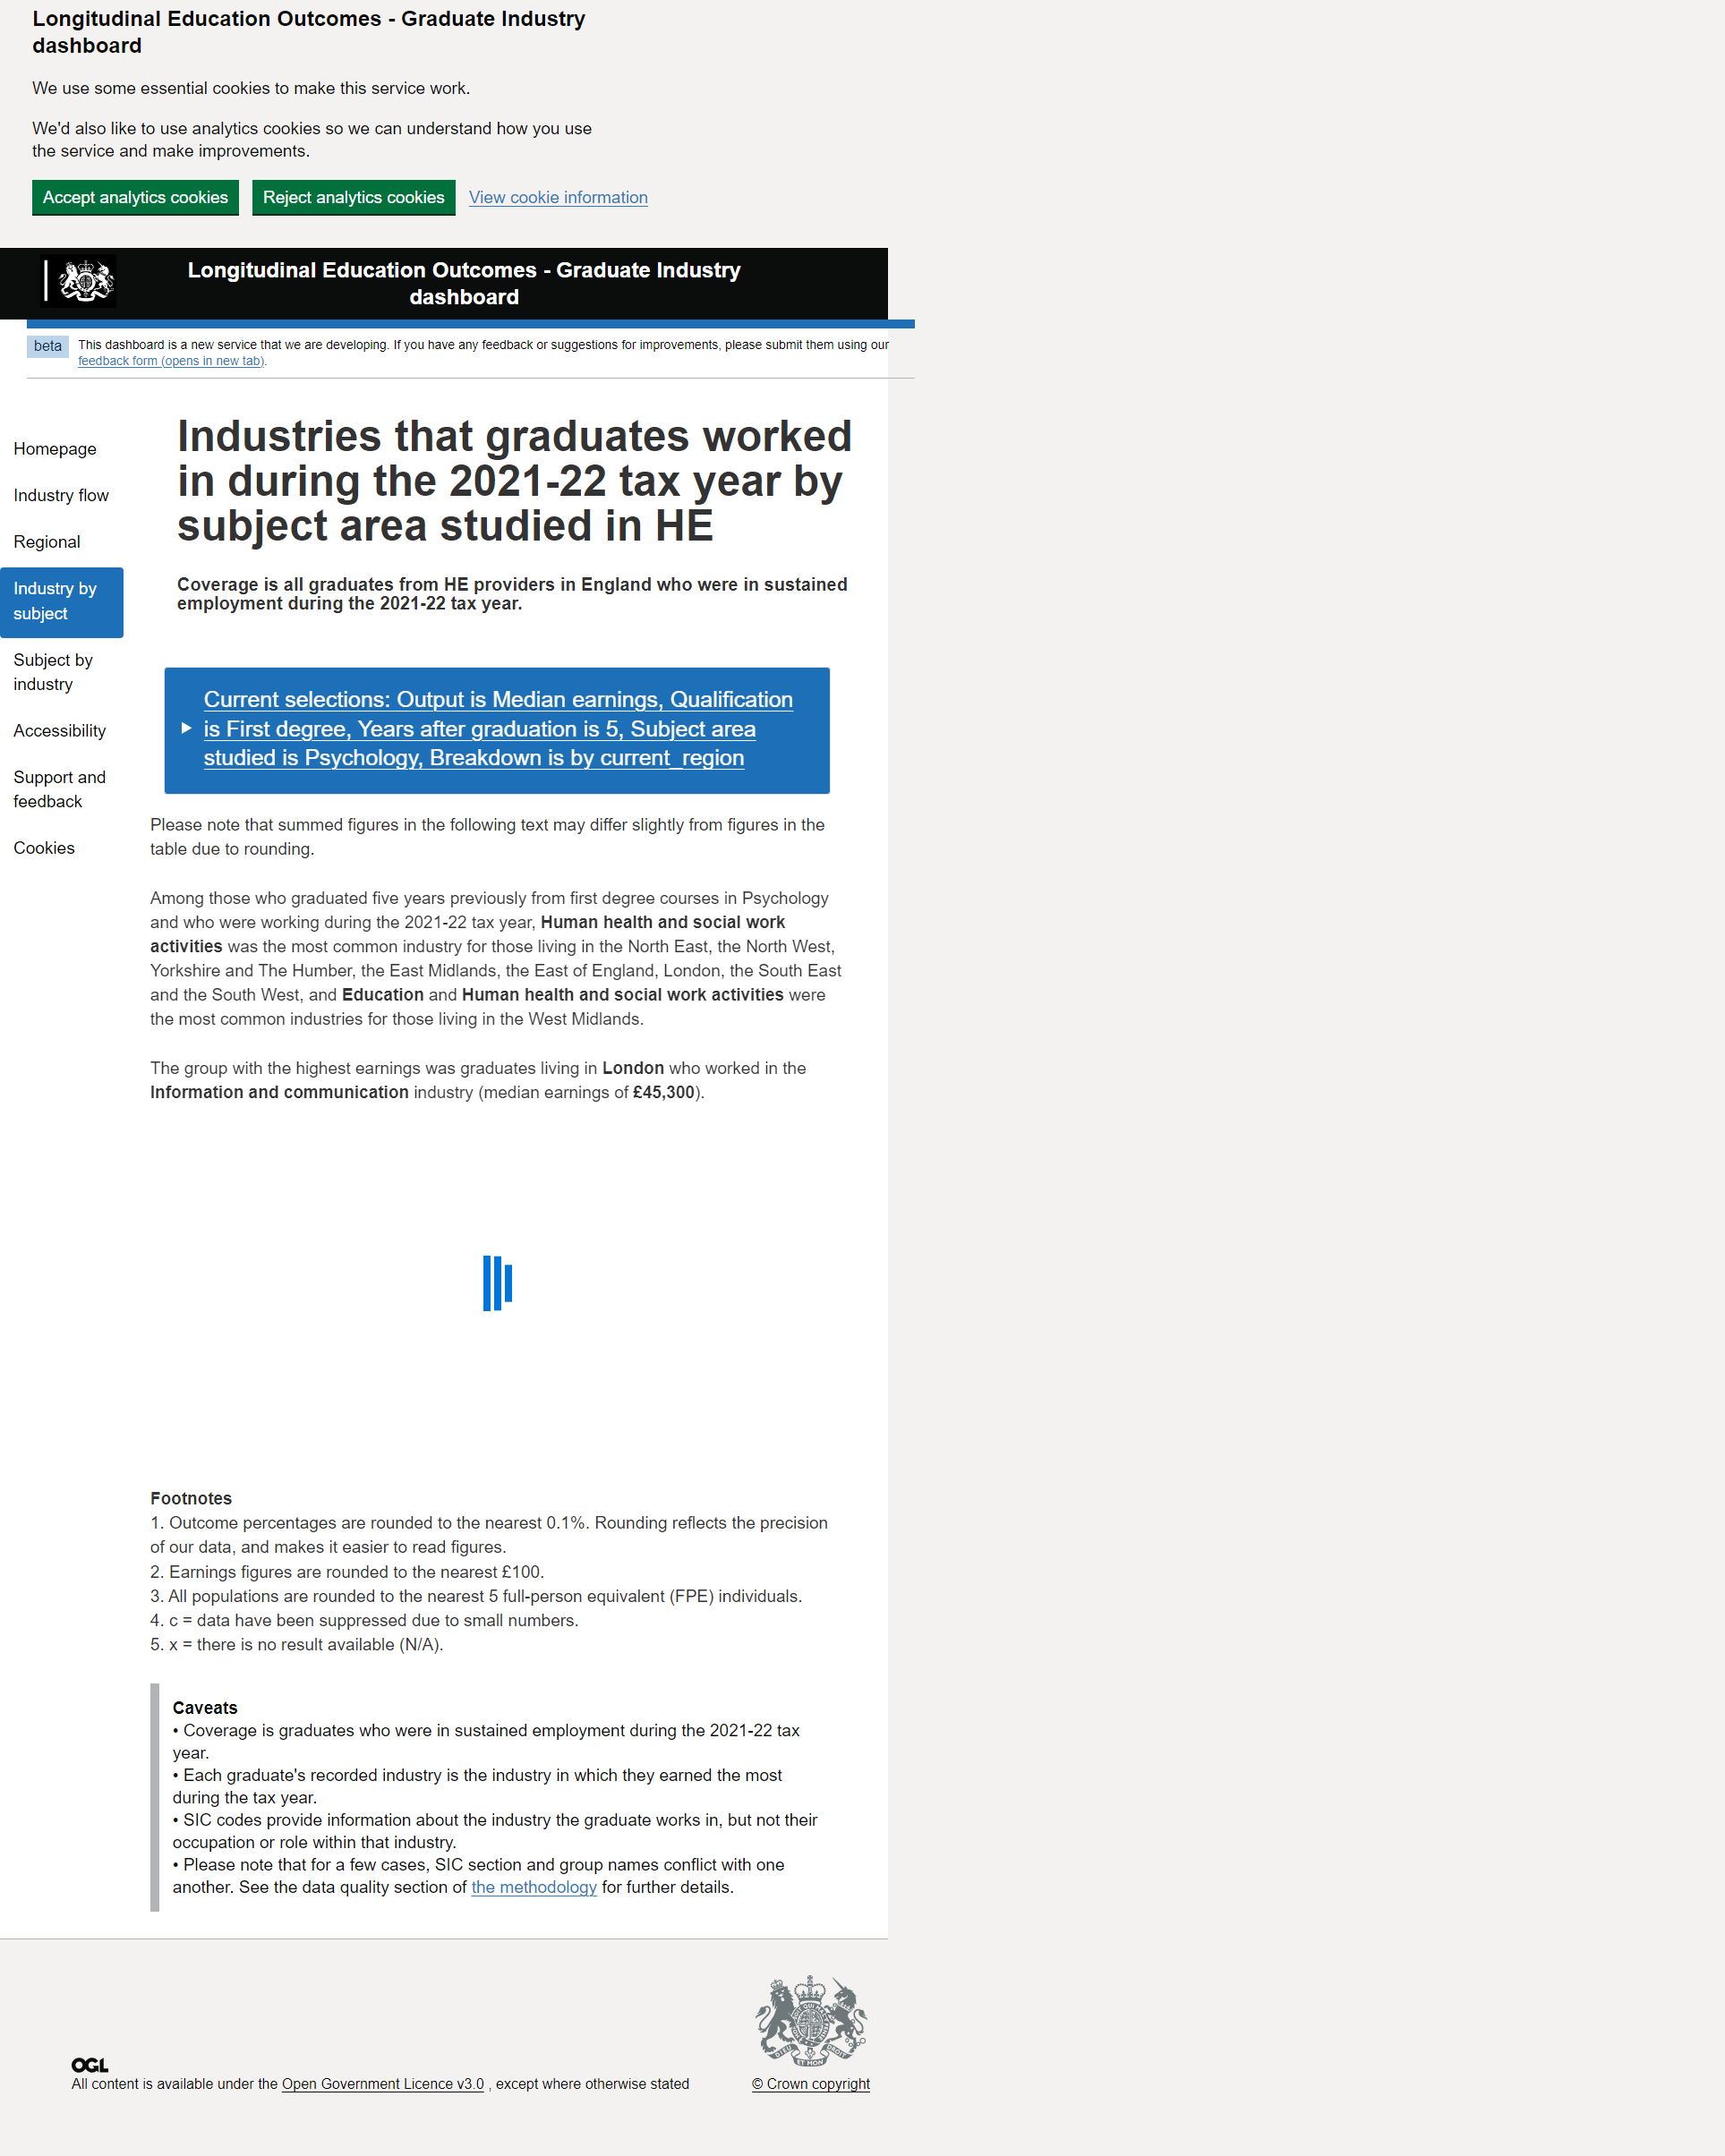 Longitudinal Education Outcomes - Graduate Industry
dashboard
We use some essential cookies to make this service work.
We'd also like to use analytics cookies so we can understand how you use
the service and make improvements.
Accept analytics cookies
Reject analytics cookies
View cookie information
Longitudinal Education Outcomes - Graduate Industry
dashboard
beta
This dashboard is a new service that we are developing. If you have any feedback or suggestions for improvements, please submit them using our
feedback form (opens in new tab).
Homepage
Industry flow
Regional
Industry by
subject
Subject by
industry
Accessibility
Support and
feedback
Cookies
Industries that graduates worked
in during the 2021-22 tax year by
subject area studied in HE
Coverage is all graduates from HE providers in England who were in sustained
employment during the 2021-22 tax year.
Current selections: Output is Median earnings, Qualification
is First degree, Years after graduation is 5, Subject area
studied is Psychology, Breakdown is by current_region
Please note that summed figures in the following text may differ slightly from figures in the
table due to rounding.
Among those who graduated five years previously from first degree courses in Psychology
and who were working during the 2021-22 tax year, Human health and social work
activities was the most common industry for those living in the North East, the North West,
Yorkshire and The Humber, the East Midlands, the East of England, London, the South East
and the South West, and Education and Human health and social work activities were
the most common industries for those living in the West Midlands.
The group with the highest earnings was graduates living in London who worked in the
Information and communication industry (median earnings of £45,300).
Footnotes
1. Outcome percentages are rounded to the nearest 0.1%. Rounding reflects the precision
of our data, and makes it easier to read figures.
2. Earnings figures are rounded to the nearest £100.
3. All populations are rounded to the nearest 5 full-person equivalent (FPE) individuals.
4. c = data have been suppressed due to small numbers.
5. x = there is no result available (N/A).
Caveats
• Coverage is graduates who were in sustained employment during the 2021-22 tax
year.
• Each graduate's recorded industry is the industry in which they earned the most
during the tax year.
• SIC codes provide information about the industry the graduate works in, but not their
occupation or role within that industry.
• Please note that for a few cases, SIC section and group names conflict with one
another. See the data quality section of the methodology for further details.
OGL
All content is available under the Open Government Licence v3.0 , except where otherwise stated
DIEU ET MON DROIT
© Crown copyright